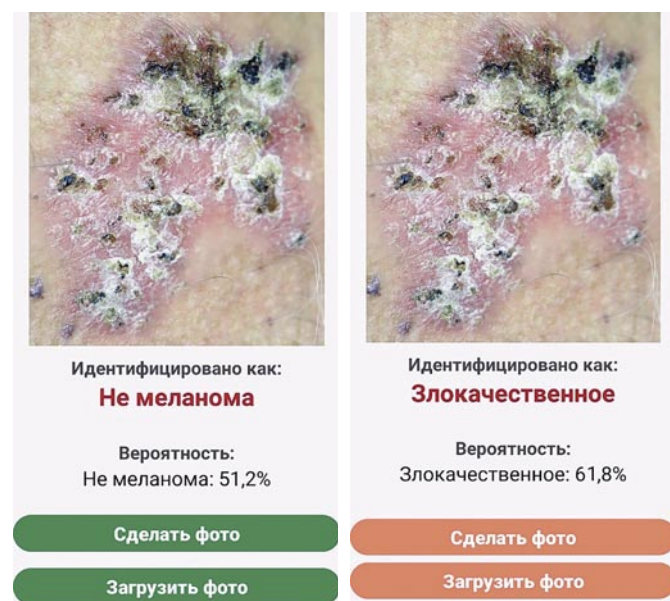 Идентифицировано как:
Не меланома
Вероятность:
Не меланома: 51,2%
Сделать фото
Загрузить фото
Идентифицировано как:
Злокачественное
Вероятность:
Злокачественное: 61,8%
Сделать фото
Загрузить фото